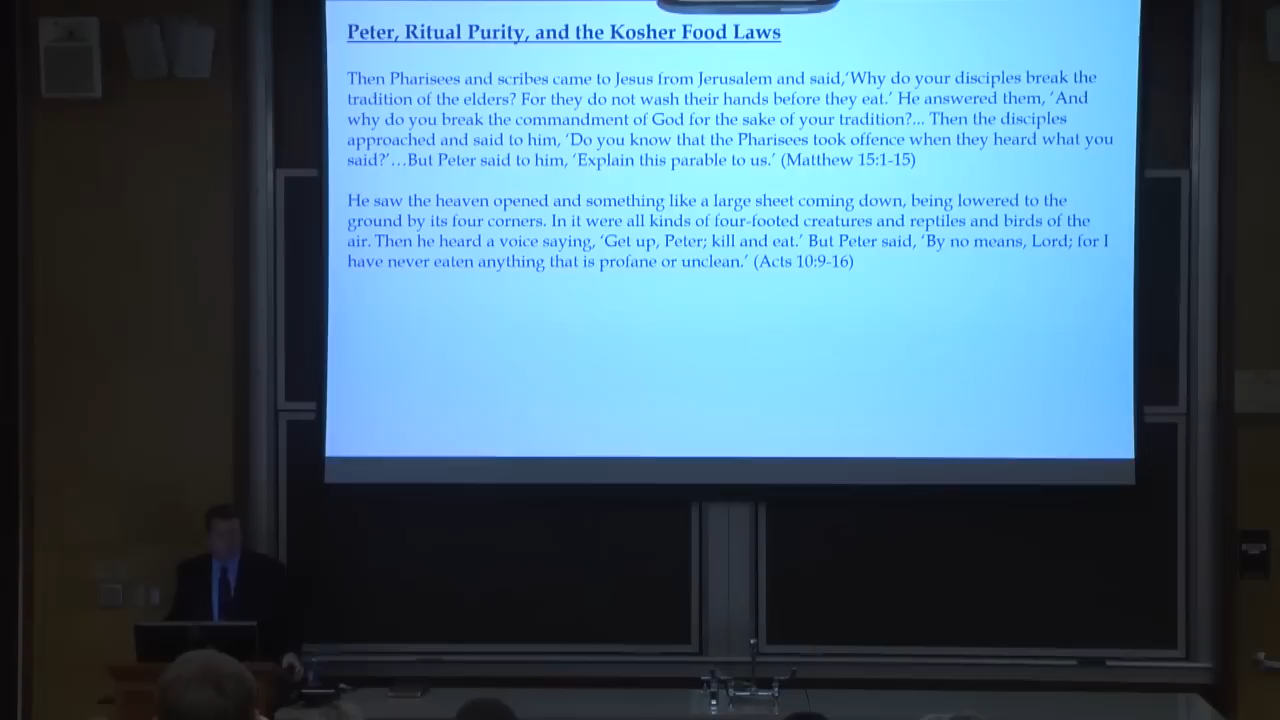 Peter, Ritual Purity, and the Kosher Food Laws
Then Pharisees and scribes came to Jesus from Jerusalem and said,‘Why do your disciples break the
tradition of the elders? For they do not wash their hands before they eat.’ He answered them, ‘And
why do you break the commandment of God for the sake of your tradition?... Then the disciples
approached and said to him, ‘Do you know that the Pharisees took offence when they heard what you
said?’…But Peter said to him, ‘Explain this parable to us.’ (Matthew 15:1-15)
He saw the heaven opened and something like a large sheet coming down, being lowered to the
ground by its four corners. In it were all kinds of four-footed creatures and reptiles and birds of the
air. Then he heard a voice saying, ‘Get up, Peter; kill and eat.’ But Peter said, ‘By no means, Lord; for I
have never eaten anything that is profane or unclean.’ (Acts 10:9-16)